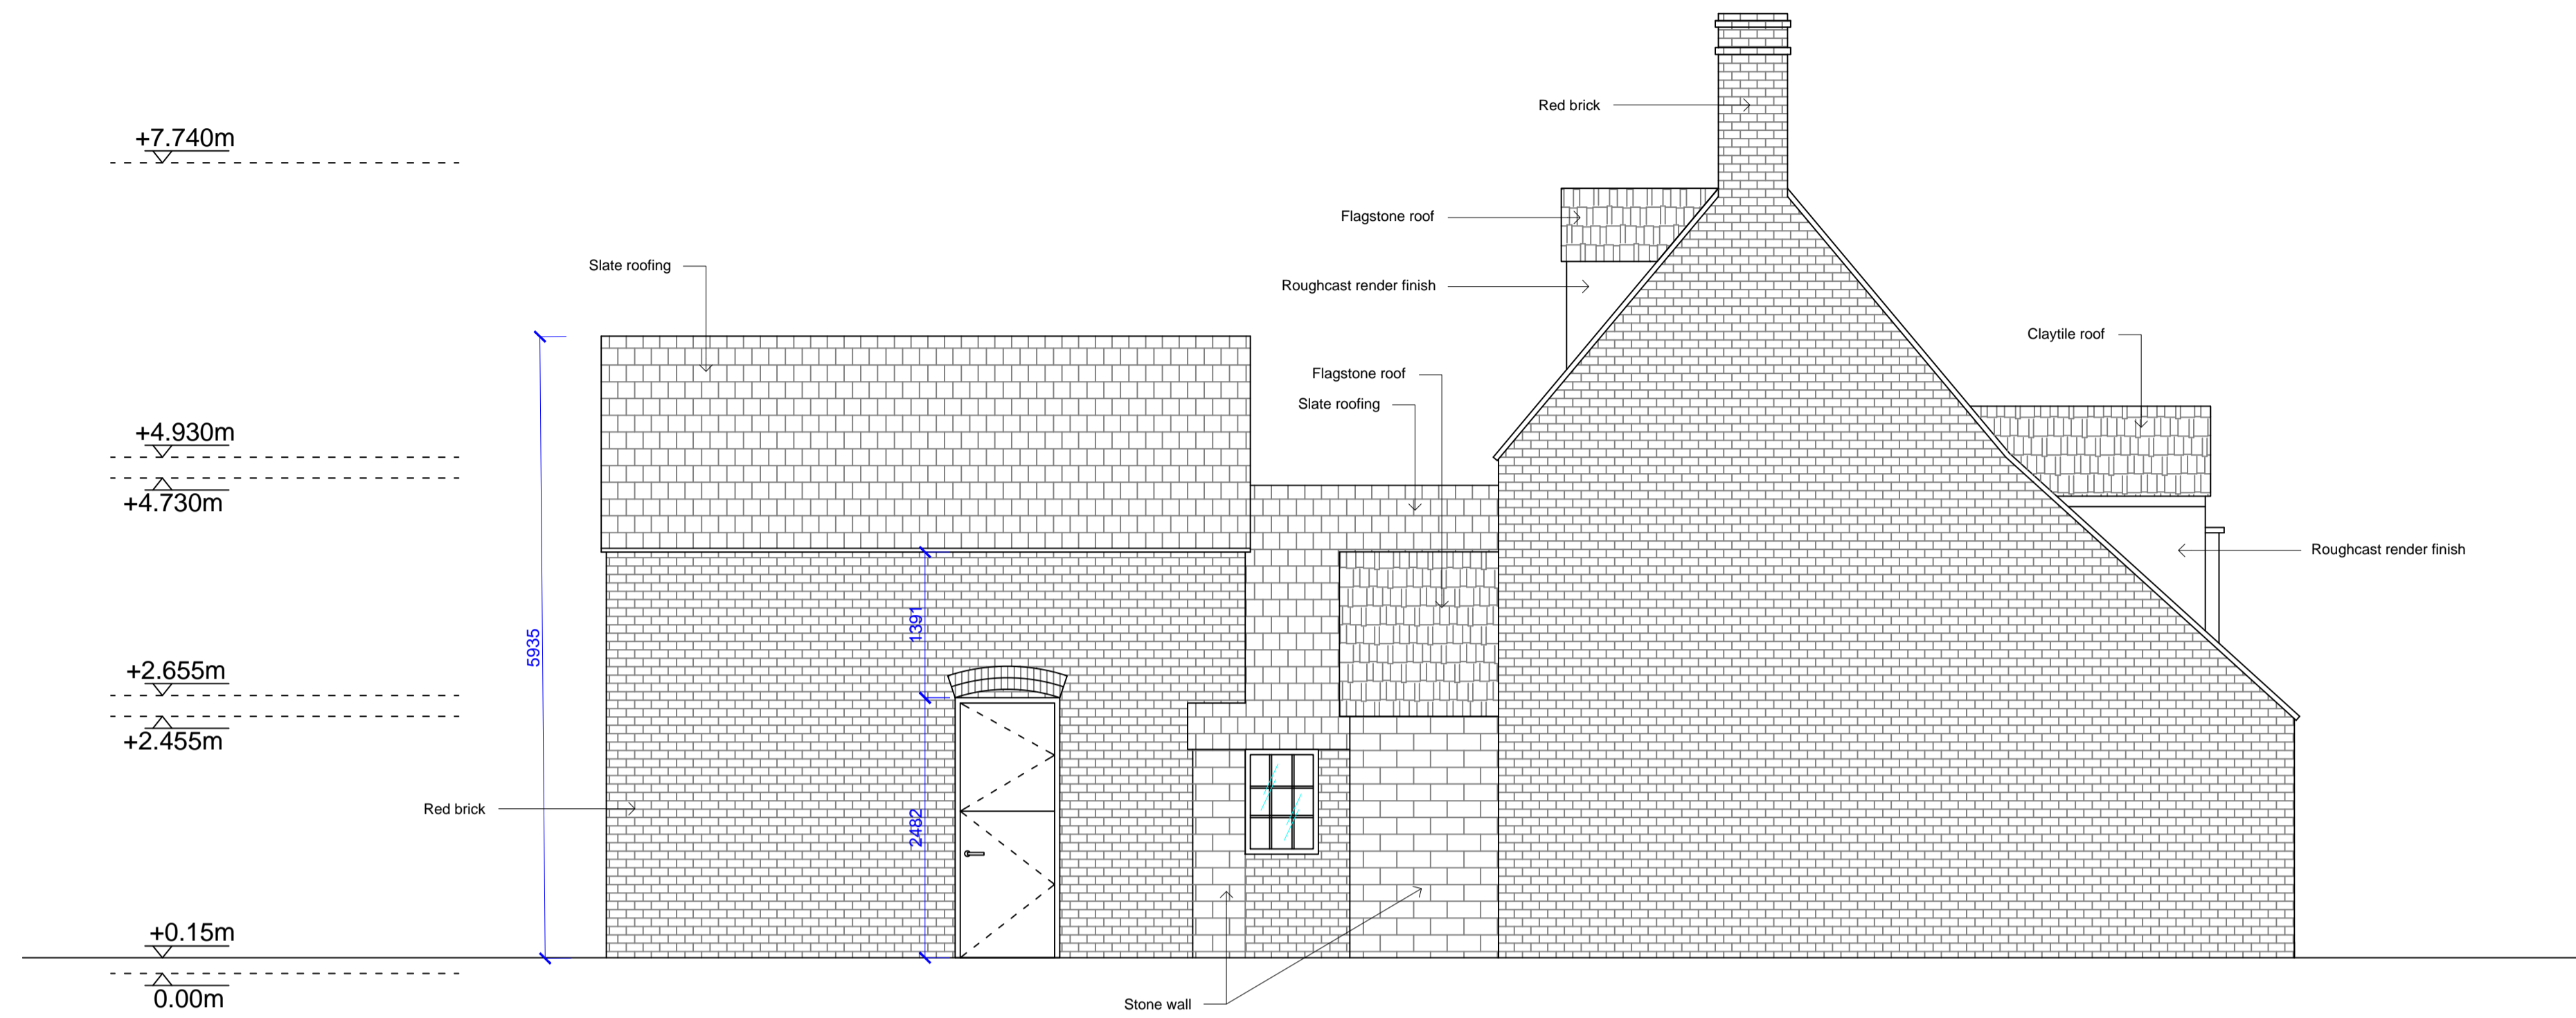 Red brick
+7.740m
Flagstone roof
Slate roofing
Roughcast render finish
Claytile roof
Flagstone roof
Slate roofing
+4.930m
+4.730m
Roughcast render finish
1391
5935
+2.655m
+2.455m
Red brick
2482
+0.15m
0.00m
Stone wall